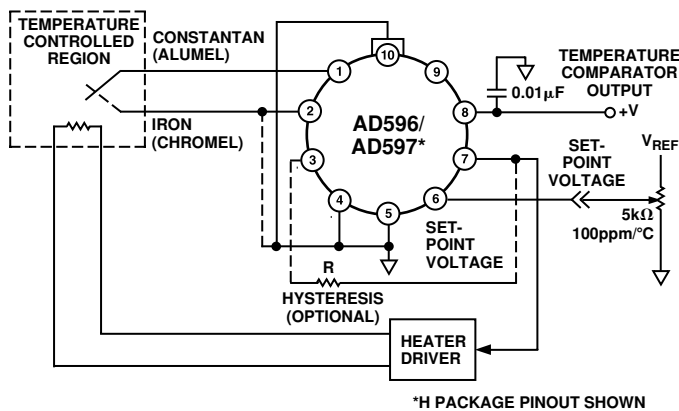 TEMPERATURE
CONTROLLED
REGION
CONSTANTAN
(ALUMEL)
IRON
(CHROMEL)
10
1
9
2
8
3
7
4
6
5
AD596/
AD597*
0.01μF
TEMPERATURE
COMPARATOR
OUTPUT
+V
SET-
POINT
VOLTAGE
VREF
5kΩ
100ppm/°C
SET-
POINT
VOLTAGE
R
HYSTERESIS
(OPTIONAL)
HEATER
DRIVER
*H PACKAGE PINOUT SHOWN